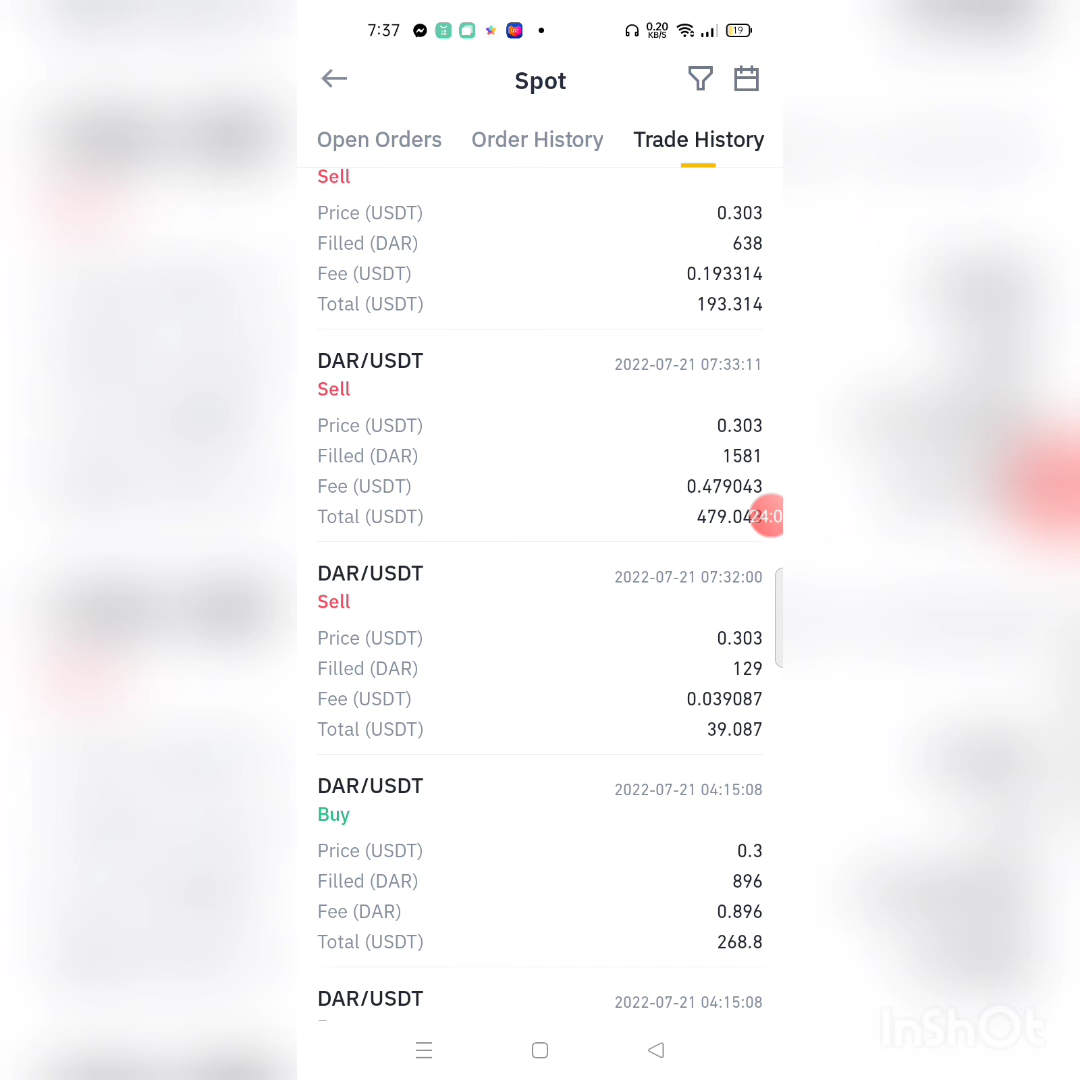 7:37
0.20
KB/S
19
Spot
Open Orders Order History Trade History
Sell
Price (USDT) 0.303
Filled (DAR) 638
Fee (USDT) 0.193314
Total (USDT) 193.314
DAR/USDT 2022-07-21 07:33:11
Sell
Price (USDT) 0.303
Filled (DAR) 1581
Fee (USDT) 0.479043
Total (USDT) 479.043
24:0
DAR/USDT 2022-07-21 07:32:00
Sell
Price (USDT) 0.303
Filled (DAR) 129
Fee (USDT) 0.039087
Total (USDT) 39.087
DAR/USDT 2022-07-21 04:15:08
Buy
Price (USDT) 0.3
Filled (DAR) 896
Fee (DAR) 0.896
Total (USDT) 268.8
DAR/USDT 2022-07-21 04:15:08
InShOt